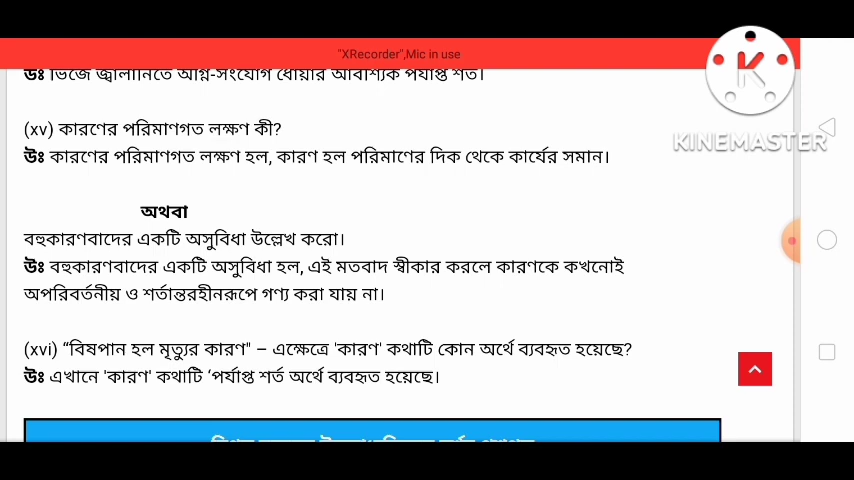 "XRecorder",Mic in use
উঃ ভিজে জ্বালানিতে অগ্নি-সংযোগ ধোঁয়ার আবশ্যিক পর্যাপ্ত শর্ত।
KINEMASTER
(xv) কারণের পরিমাণগত লক্ষণ কী?
উঃ কারণের পরিমাণগত লক্ষণ হল, কারণ হল পরিমাণের দিক থেকে কার্যের সমান।
অথবা
বহুকারণবাদের একটি অসুবিধা উল্লেখ করো।
উঃ বহুকারণবাদের একটি অসুবিধা হল, এই মতবাদ স্বীকার করলে কারণকে কখনোই
অপরিবর্তনীয় ও শর্তান্তরহীনরূপে গণ্য করা যায় না।
(xvi) “বিষপান হল মৃত্যুর কারণ" – এক্ষেত্রে 'কারণ' কথাটি কোন অর্থে ব্যবহৃত হয়েছে?
উঃ এখানে 'কারণ' কথাটি ‘পর্যাপ্ত শর্ত অর্থে ব্যবহৃত হয়েছে।